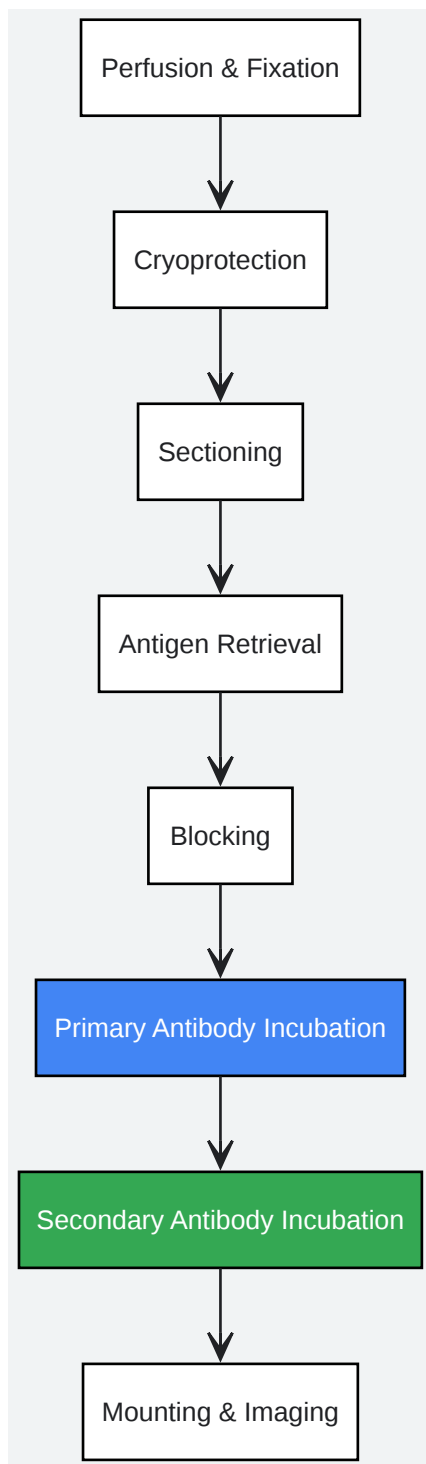 Perfusion & Fixation
Cryoprotection
Sectioning
Antigen Retrieval
Blocking
Primary Antibody Incubation
Secondary Antibody Incubation
Mounting & Imaging